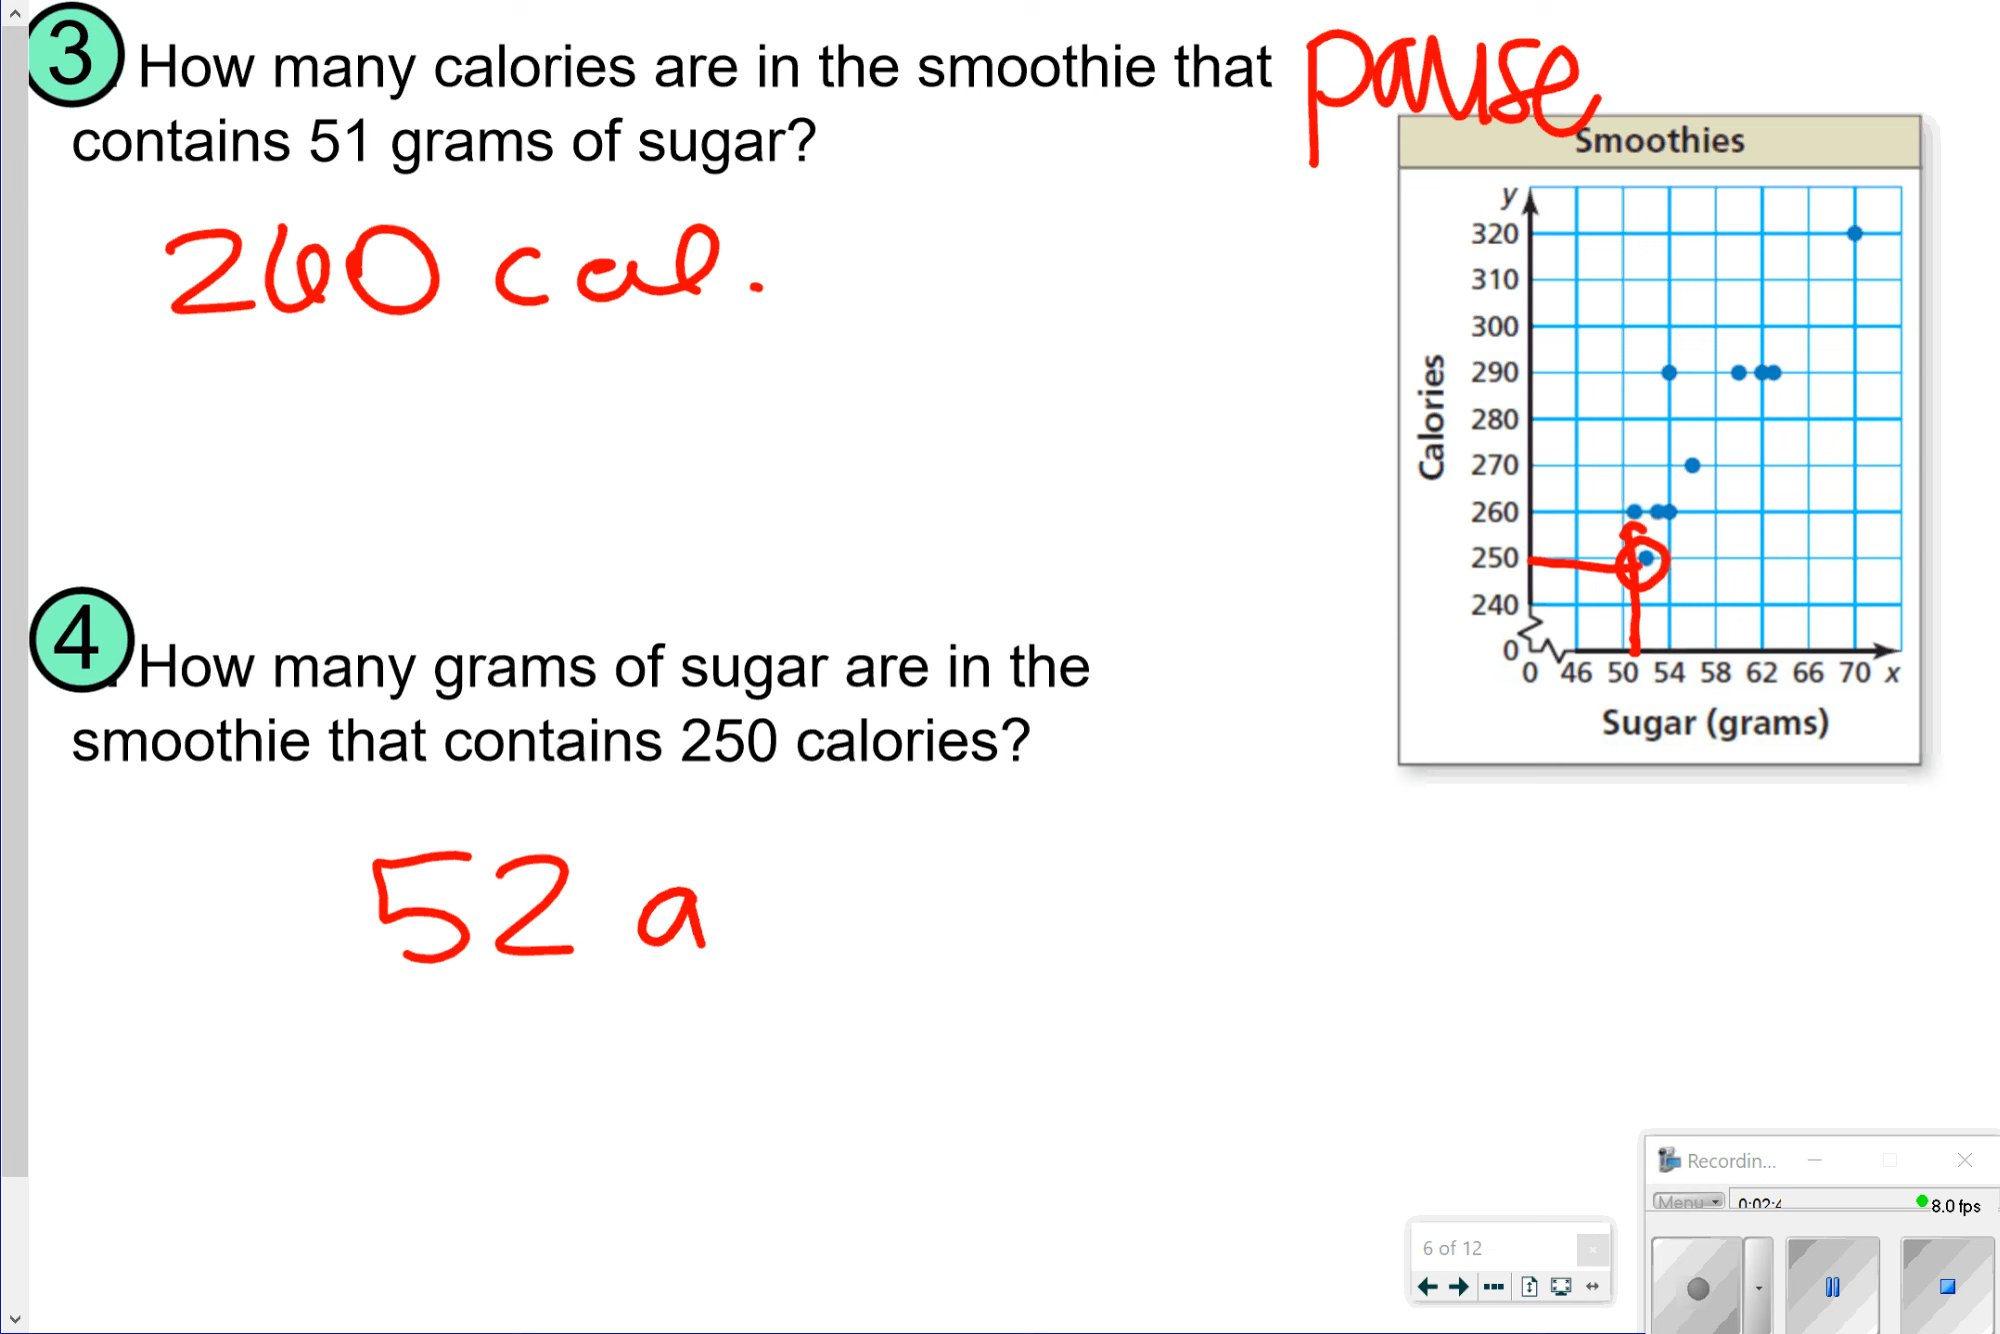 3 How many calories are in the smoothie that
contains 51 grams of sugar?
pause
260 cal.
Smoothies
y
320
310
300
290
280
270
260
250
240
0
Calories
0 46 50 54 58 62 66 70 x
Sugar (grams)
4 How many grams of sugar are in the
smoothie that contains 250 calories?
52 a
6 of 12
Recordin...
Menu
8.0 fps